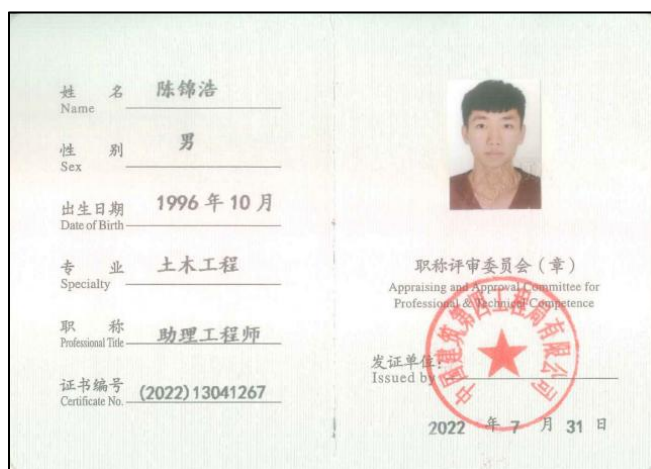 姓 名 陈锦浩
Name
性 别 男
Sex
出生日期 1996 年 10 月
Date of Birth
专 业 土木工程
Specialty
职 称 助理工程师
Professional Title
证书编号 (2022)13041267
Certificate No.
职称评审委员会（章）
Appraising and Approval Committee for
Professional & Technical Competence
中国建筑第四工程局有限公司
发证单位:
Issued by
2022 年 7 月 31 日